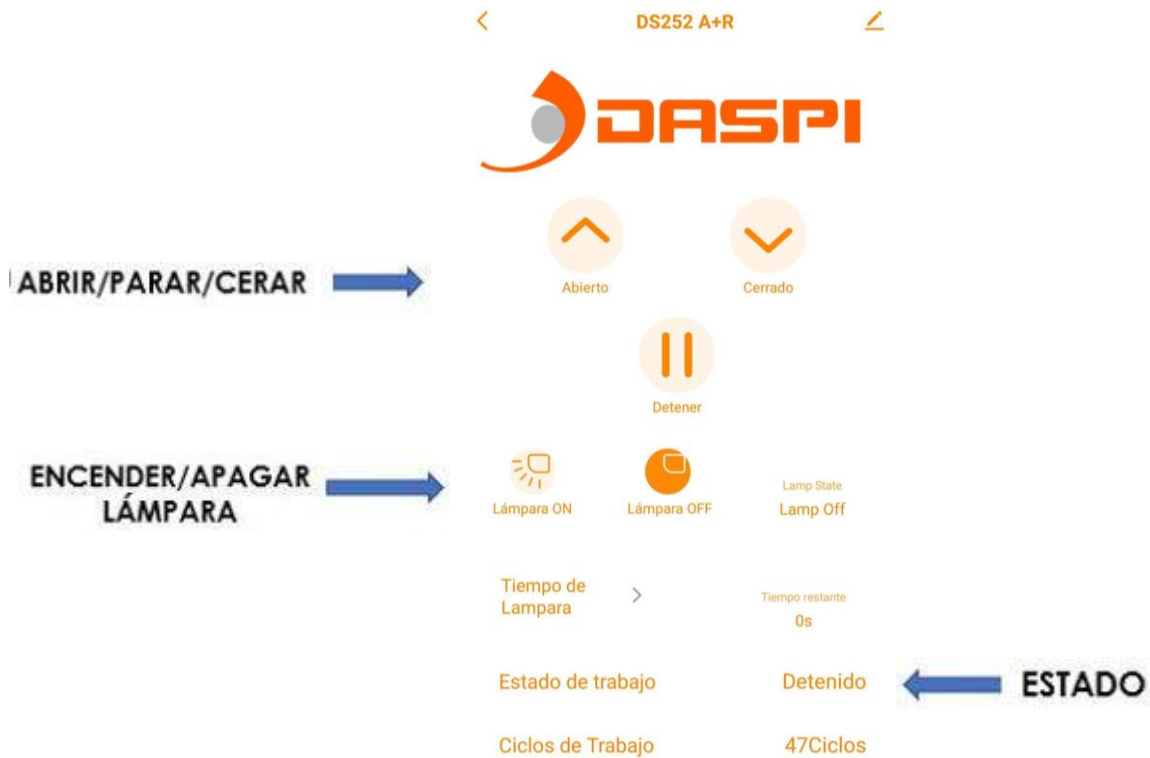 DS252 A+R
DASPI
Abierto
Cerrado
ABRIR/PARAR/CERAR
Detener
ENCENDER/APAGAR
LÁMPARA
Lámpara ON
Lámpara OFF
Lamp State
Lamp Off
Tiempo de
Lampara
Tiempo restante
0s
Estado de trabajo
Detenido
ESTADO
Ciclos de Trabajo
47Ciclos